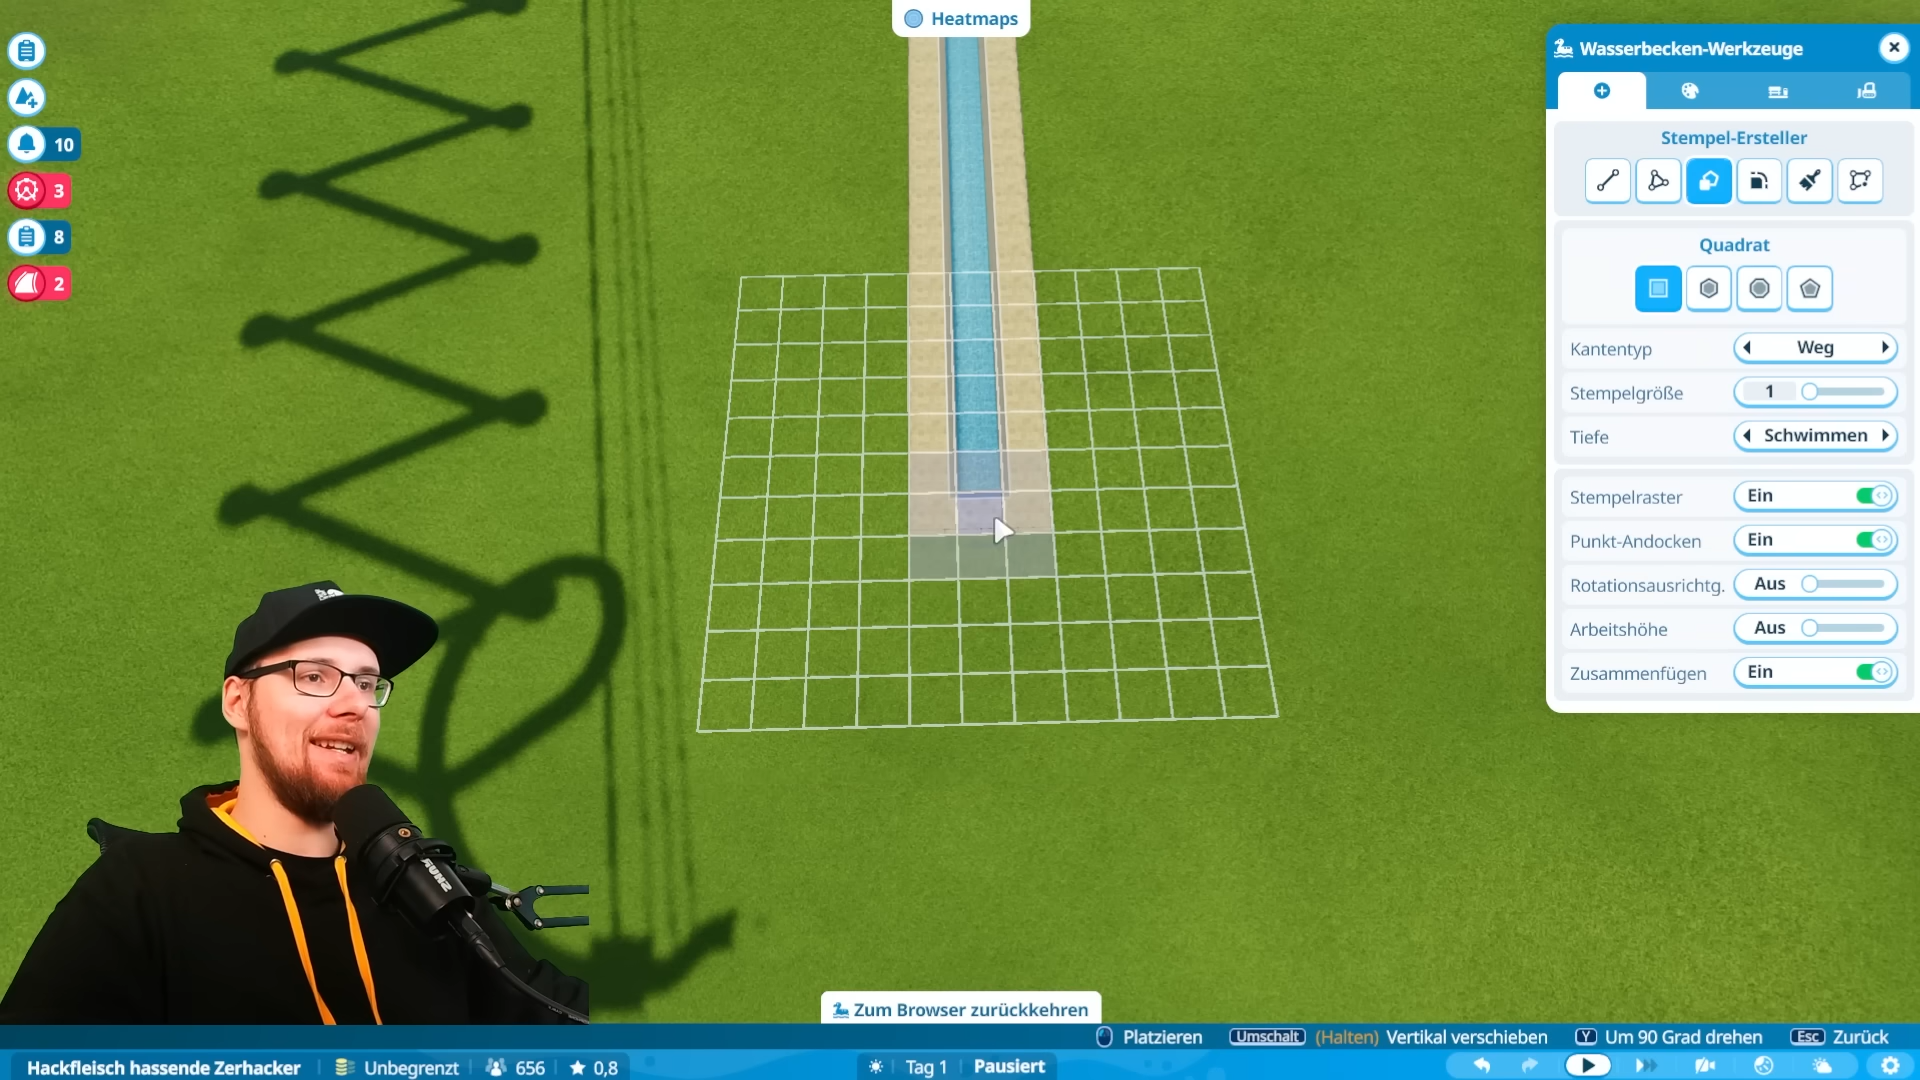 Heatmaps
10
3
8
2
Wasserbecken-Werkzeuge
Stempel-Ersteller
Quadrat
Kantentyp Weg
Stempelgröße 1
Tiefe Schwimmen
Stempelraster Ein
Punkt-Andocken Ein
Rotationsausrichtg. Aus
Arbeitshöhe Aus
Zusammenfügen Ein
SHURE
Zum Browser zurückkehren
Platzieren Umschalt (Halten) Vertikal verschieben Y Um 90 Grad drehen Esc Zurück
Hackfleisch hassende Zerhacker Unbegrenzt 656 0,8 Tag 1 Pausiert